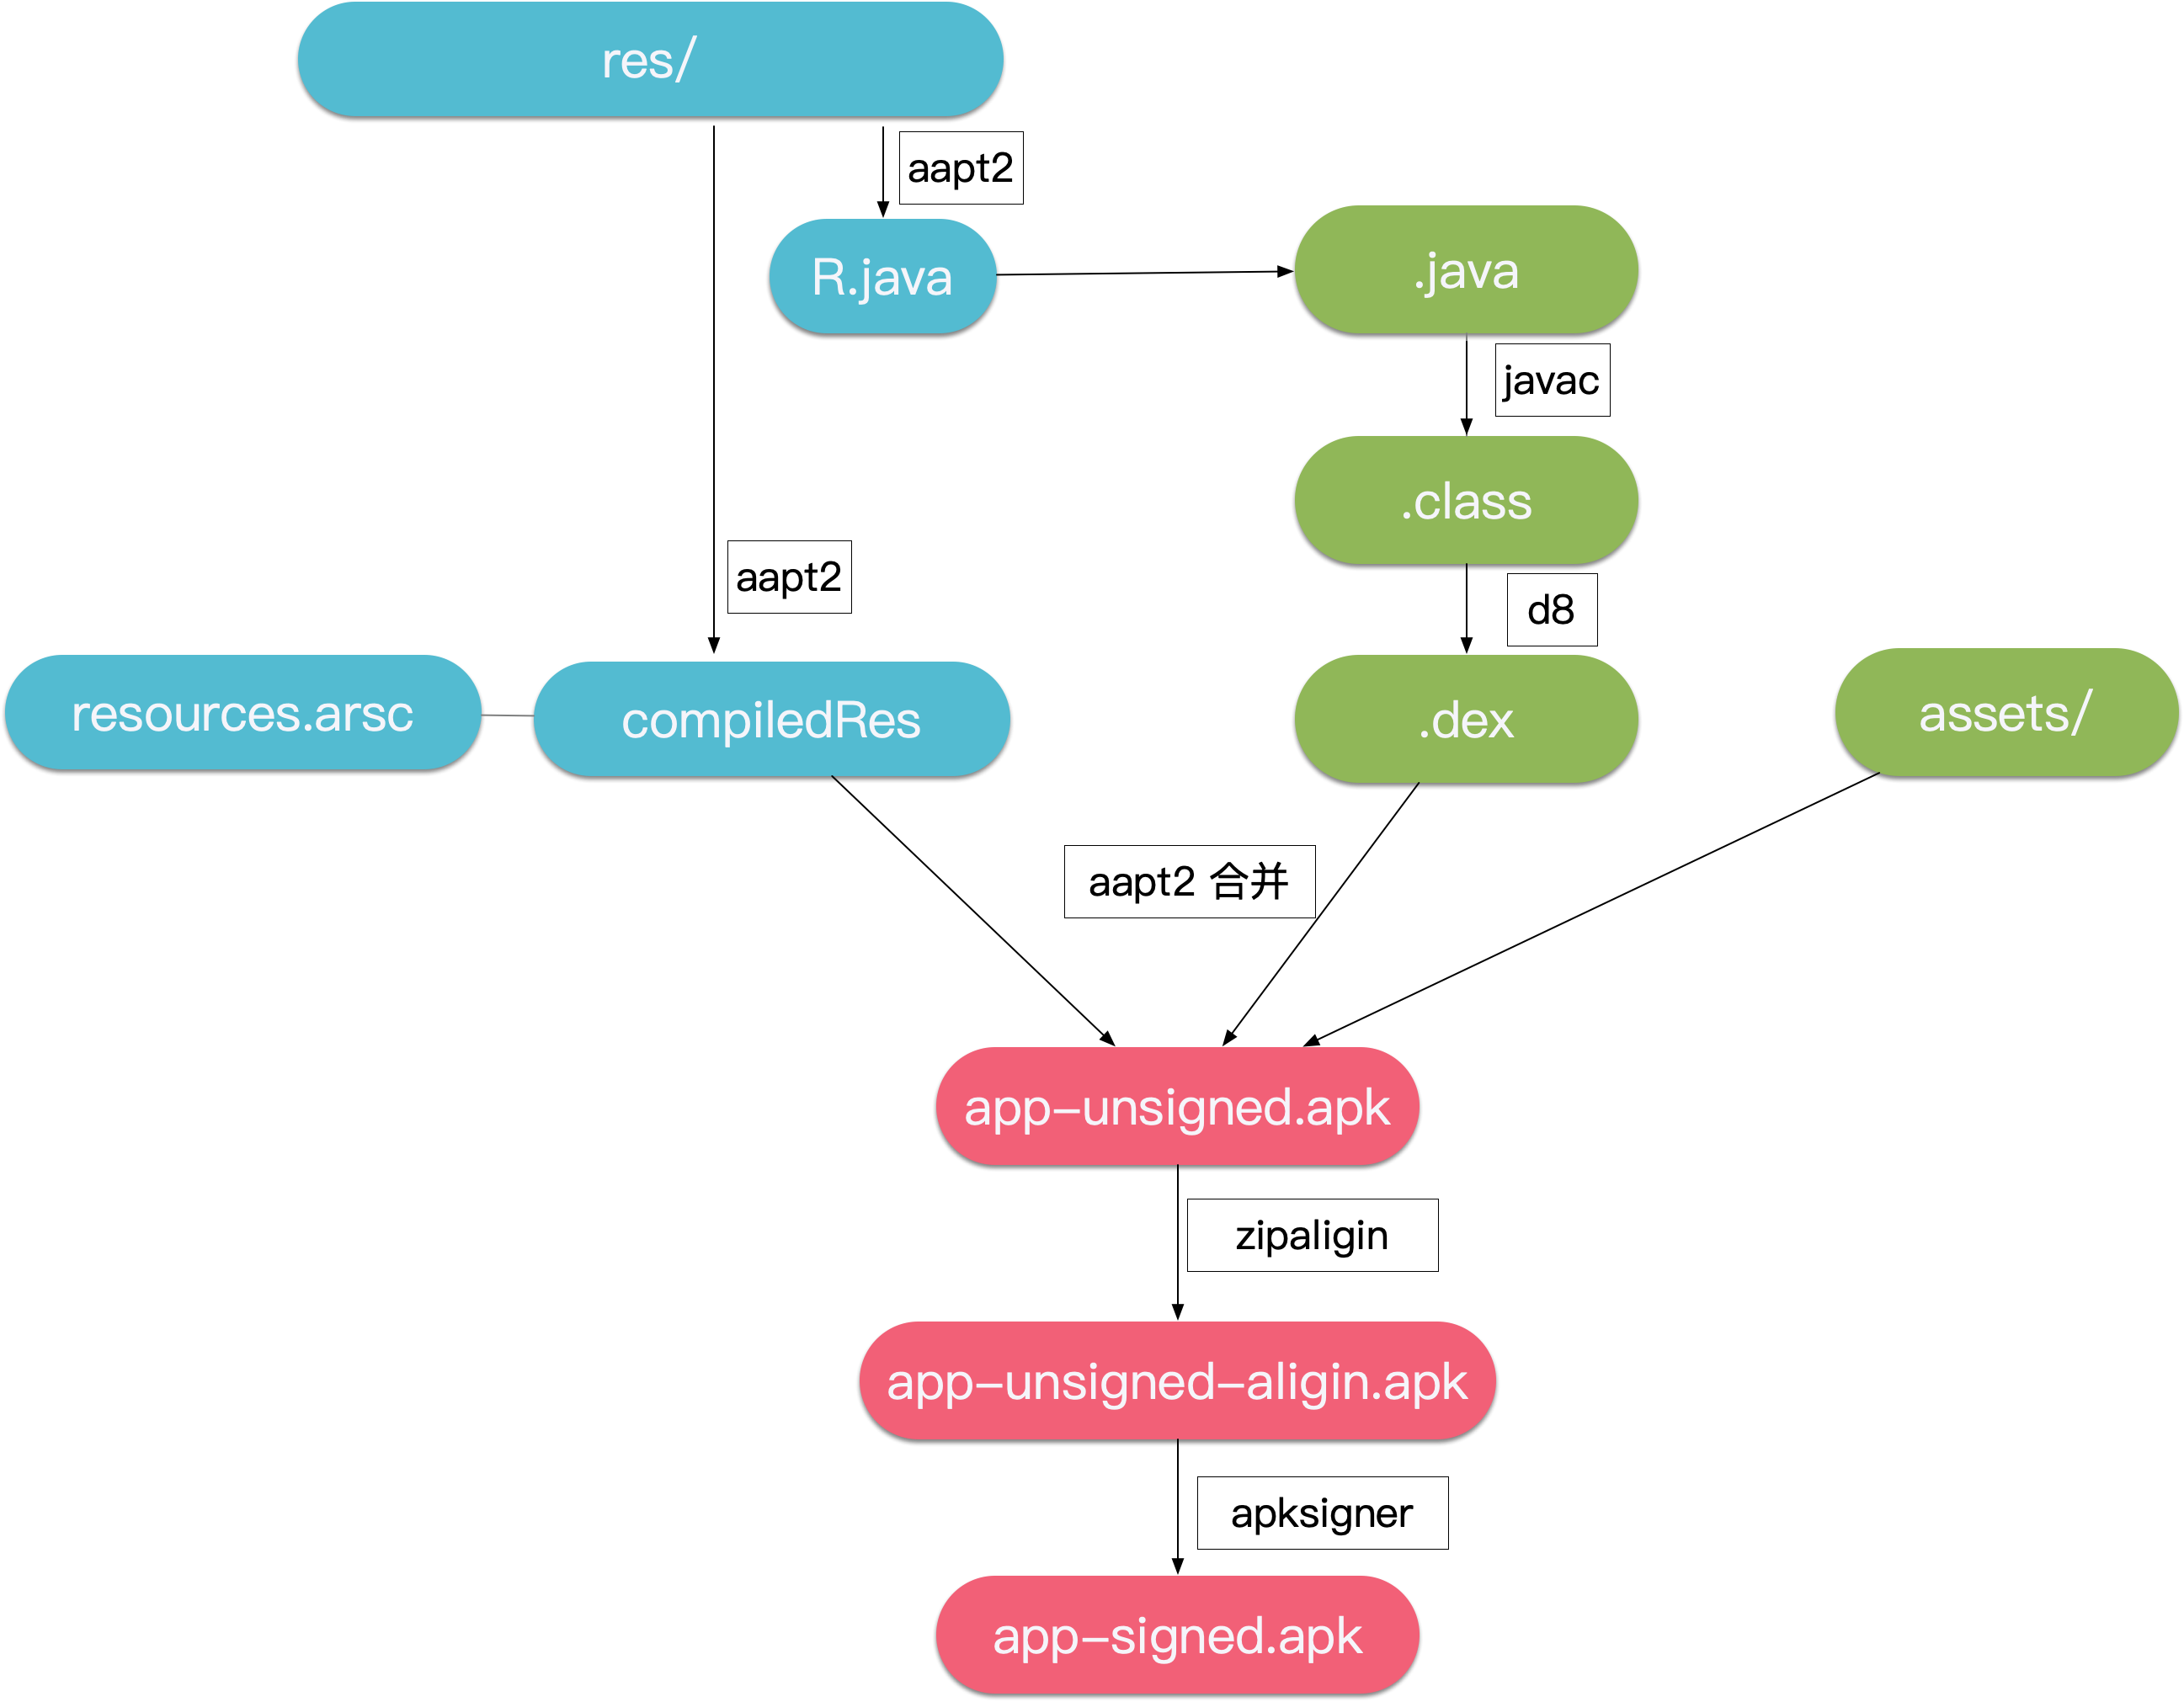 res/
aapt2
R.java
.java
javac
.class
aapt2
d8
resources.arsc
compiledRes
.dex
assets/
aapt2 合并
app-unsigned.apk
zipaligin
app-unsigned-aligin.apk
apksigner
app-signed.apk